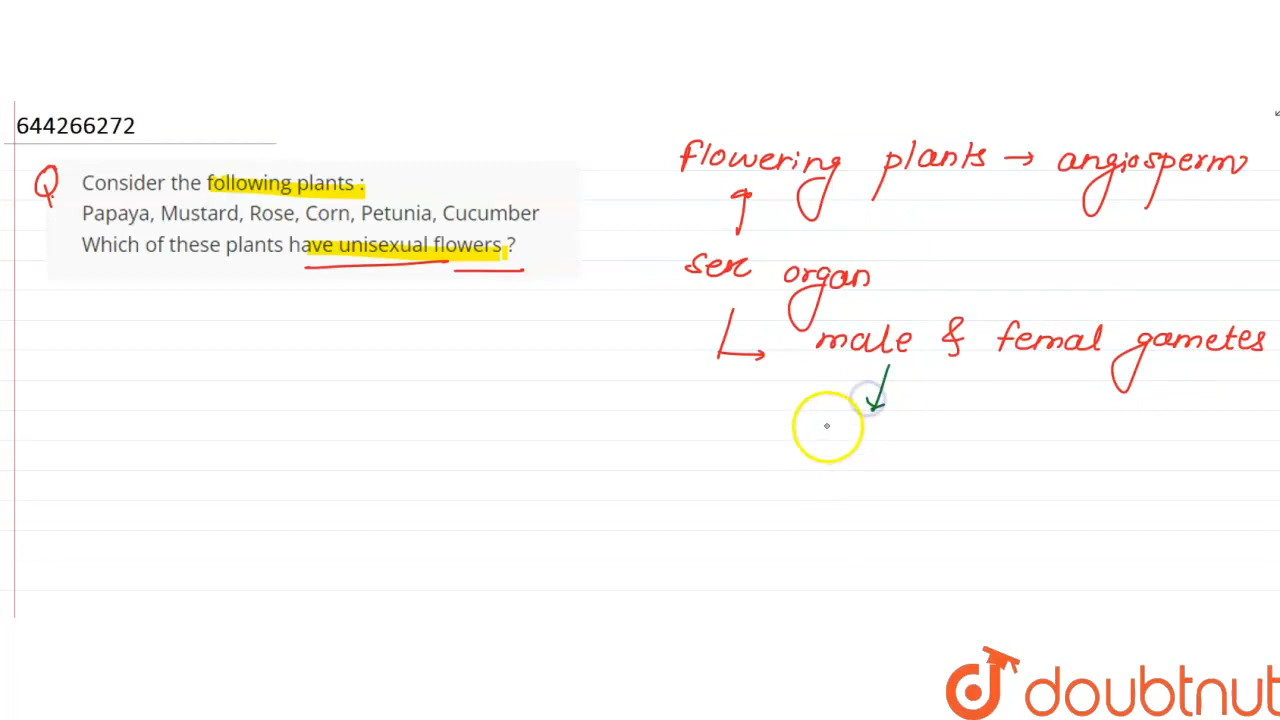 644266272
Q. Consider the following plants :
Papaya, Mustard, Rose, Corn, Petunia, Cucumber
Which of these plants have unisexual flowers ?
flowering plants → angiosperm
sex organ
male & femal gametes
doubtnut